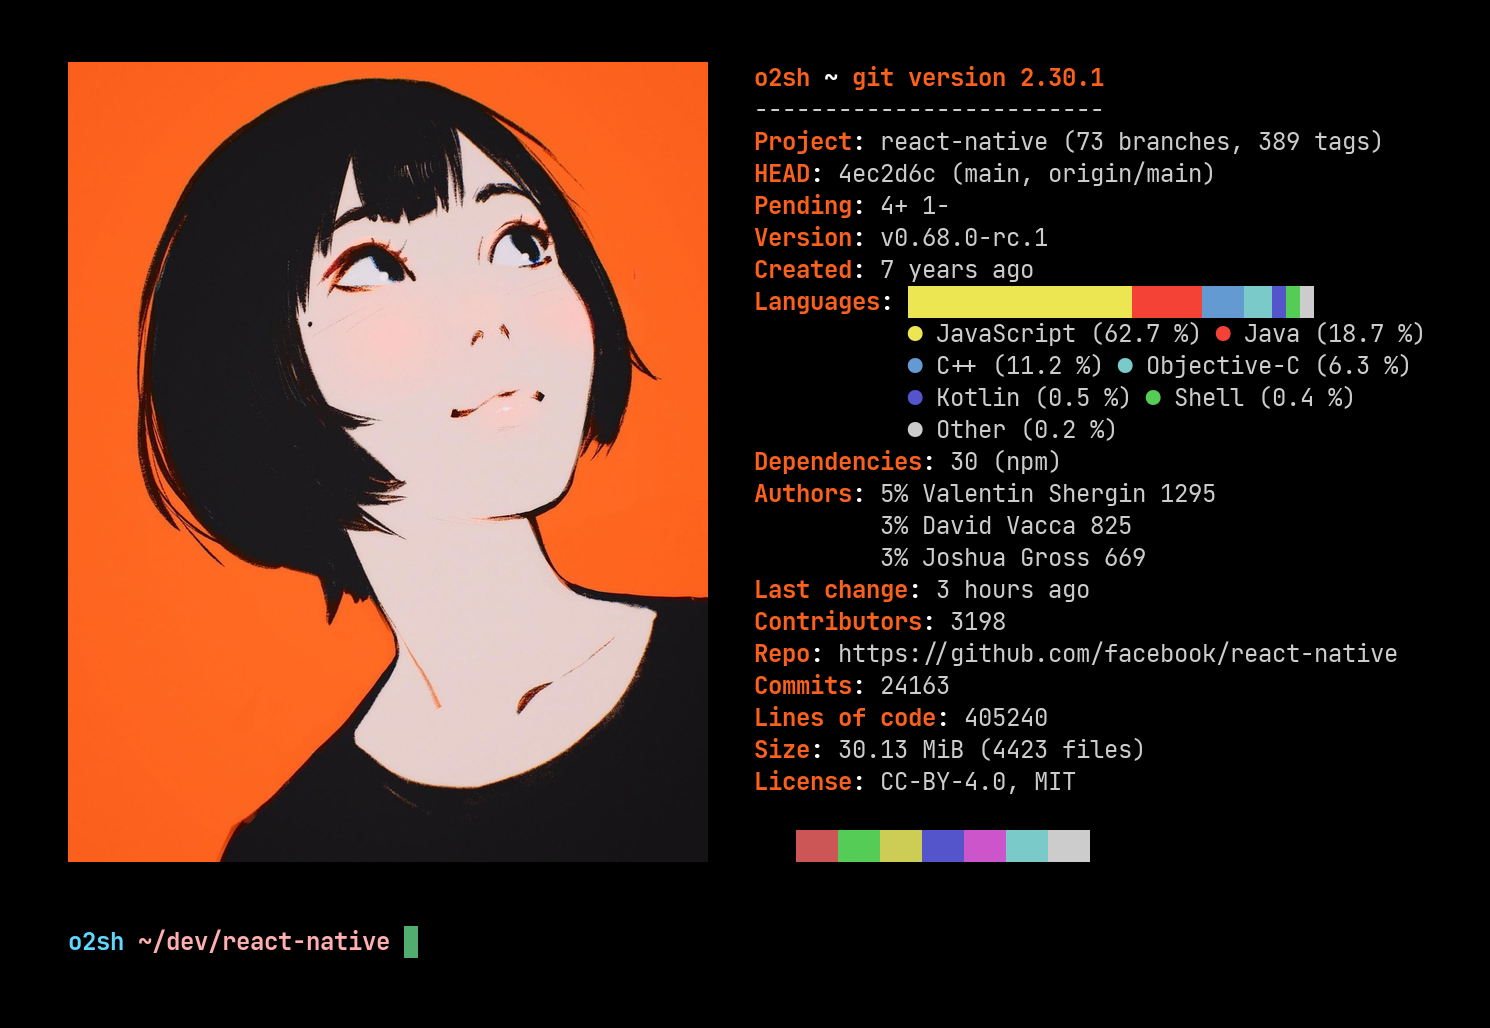 o2sh ~ git version 2.30.1
-------------------------
Project: react-native (73 branches, 389 tags)
HEAD: 4ec2d6c (main, origin/main)
Pending: 4+ 1-
Version: v0.68.0-rc.1
Created: 7 years ago
Languages:
● JavaScript (62.7 %) ● Java (18.7 %)
● C++ (11.2 %) ● Objective-C (6.3 %)
● Kotlin (0.5 %) ● Shell (0.4 %)
● Other (0.2 %)
Dependencies: 30 (npm)
Authors: 5% Valentin Shergin 1295
3% David Vacca 825
3% Joshua Gross 669
Last change: 3 hours ago
Contributors: 3198
Repo: https://github.com/facebook/react-native
Commits: 24163
Lines of code: 405240
Size: 30.13 MiB (4423 files)
License: CC-BY-4.0, MIT
o2sh ~/dev/react-native